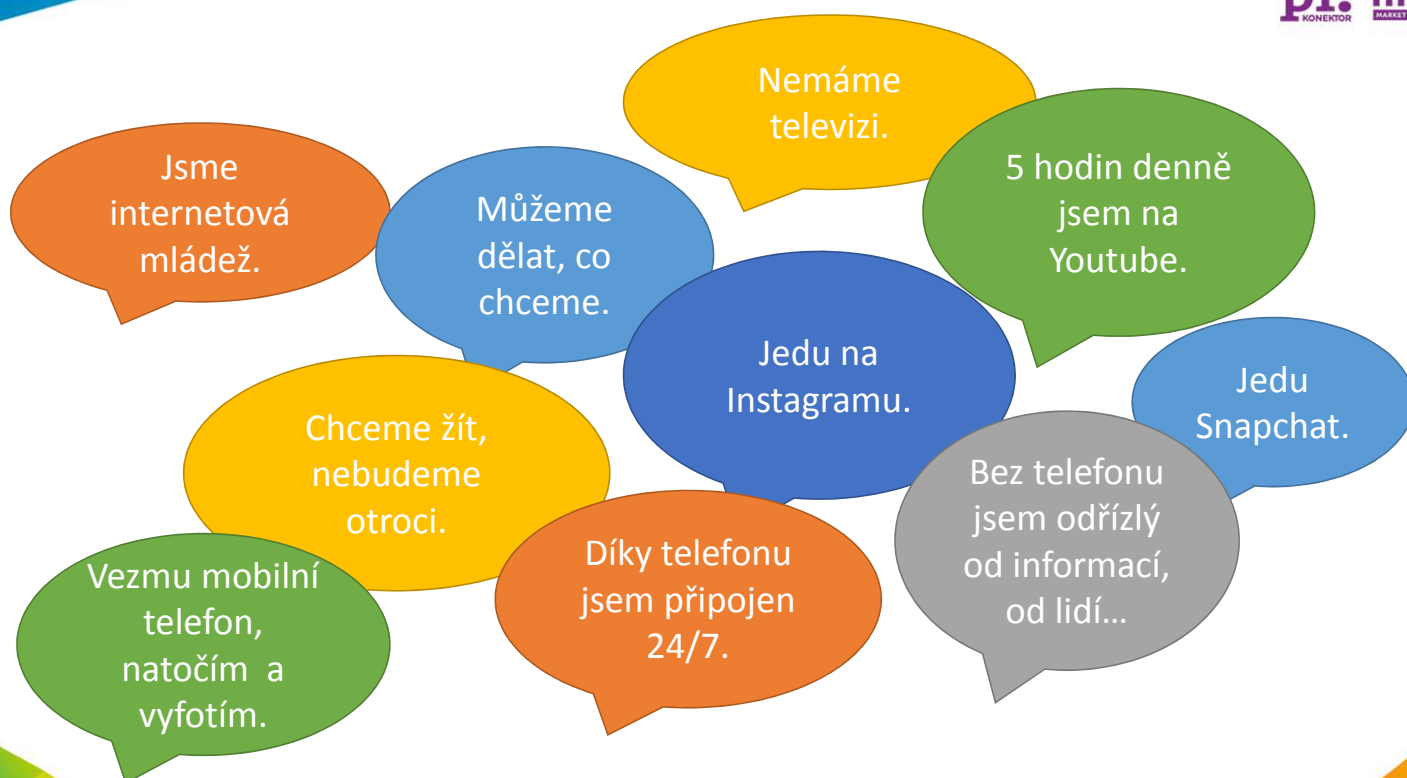 pr.
KONEKTOR
MARKET
Nemáme
televizi.
Jsme
internetová
mládež.
Můžeme
dělat, co
chceme.
5 hodin denně
jsem na
Youtube.
Jedu na
Instagramu.
Jedu
Snapchat.
Chceme žít,
nebudeme
otroci.
Bez telefonu
jsem odřízlý
od informací,
od lidí…
Díky telefonu
jsem připojen
24/7.
Vezmu mobilní
telefon,
natočím  a
vyfotím.